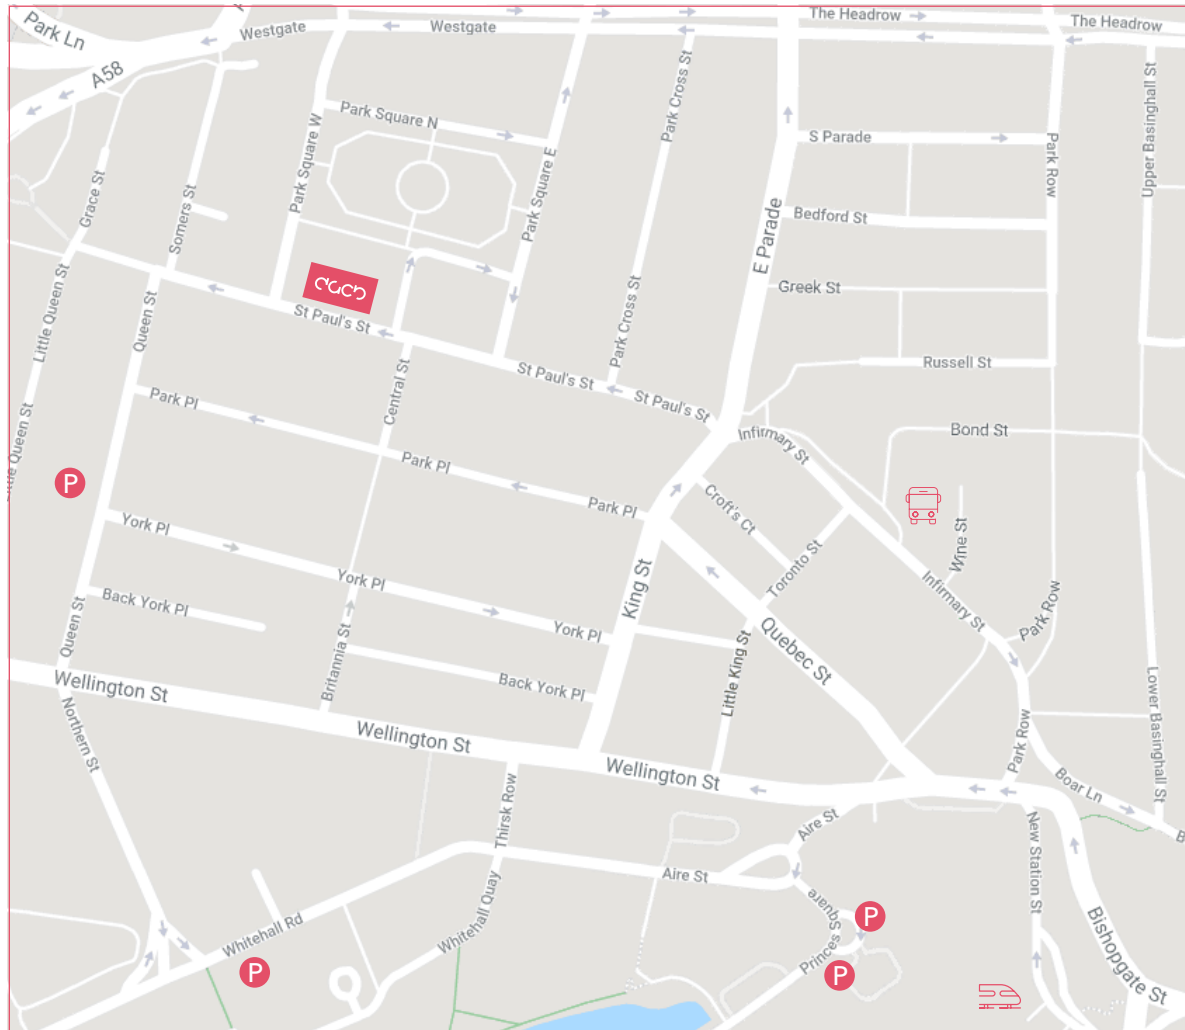 Park Ln
Westgate
Westgate
The Headrow
The Headrow
A58
Park Square N
Park Cross St
S Parade
Park Row
Upper Basinghall St
Grace St
Somers St
Park Square W
Park Square E
E Parade
Bedford St
Greek St
Little Queen St
Queen St
St Paul's St
Park Cross St
Russell St
St Paul's St
St Paul's St
Central St
Park Pl
Infirmary St
Bond St
Park Pl
Park Pl
P
Croft's Ct
York Pl
Wine St
Toronto St
York Pl
King St
Infirmary St
Park Row
Back York Pl
York Pl
Queen St
Britannia St
Quebec St
Little King St
Back York Pl
Wellington St
Northern St
Wellington St
Wellington St
Park Row
Lower Basinghall St
Boar Ln
Thirsk Row
Aire St
New Station St
Aire St
Whitehall Quay
Whitehall Rd
Princes Square
P
P
P
Bishopgate St